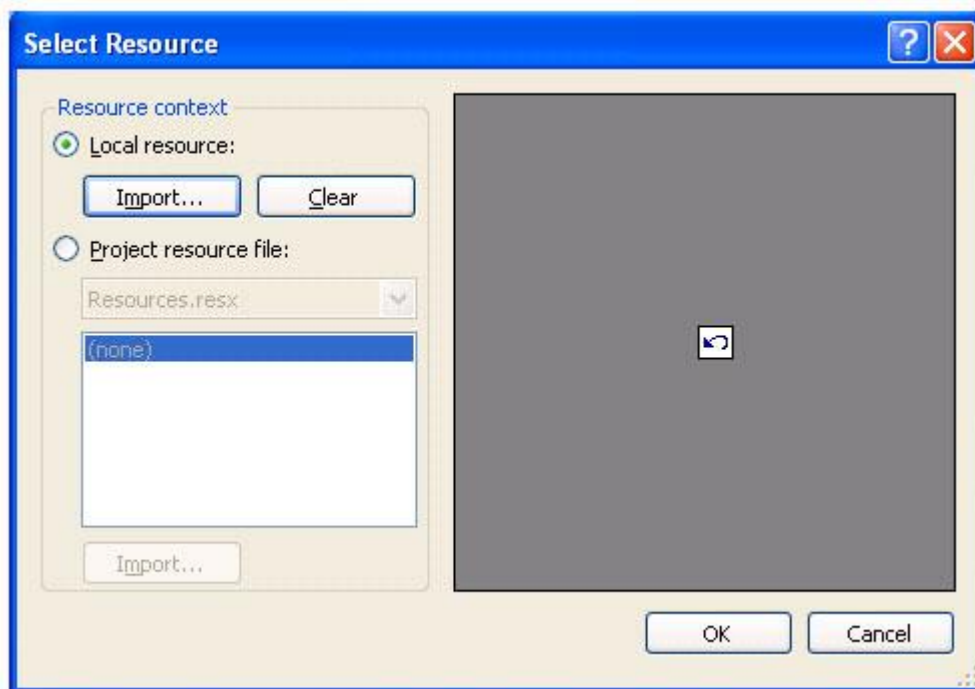 Select Resource
Resource context
Local resource:
Import...
Clear
Project resource file:
Resources.resx
(none)
Import...
OK
Cancel